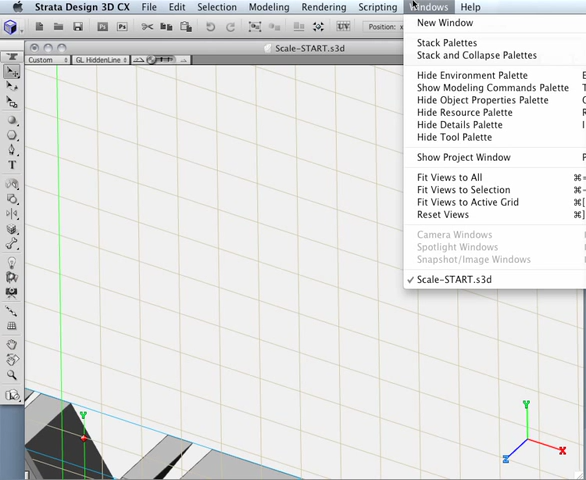 Strata Design 3D CX File Edit Selection Modeling Rendering Scripting Windows Help
Position: x
Scale-START.s3d
Custom GL HiddenLine
New Window
Stack Palettes
Stack and Collapse Palettes
Hide Environment Palette E
Show Modeling Commands Palette T
Hide Object Properties Palette
Hide Resource Palette R
Hide Details Palette I
Hide Tool Palette
Show Project Window P
Fit Views to All ⌘=
Fit Views to Selection ⌘-
Fit Views to Active Grid ⌘[
Reset Views ⌘]
Camera Windows
Spotlight Windows
Snapshot/Image Windows
✓ Scale-START.s3d
T
Y
Y
X
Z